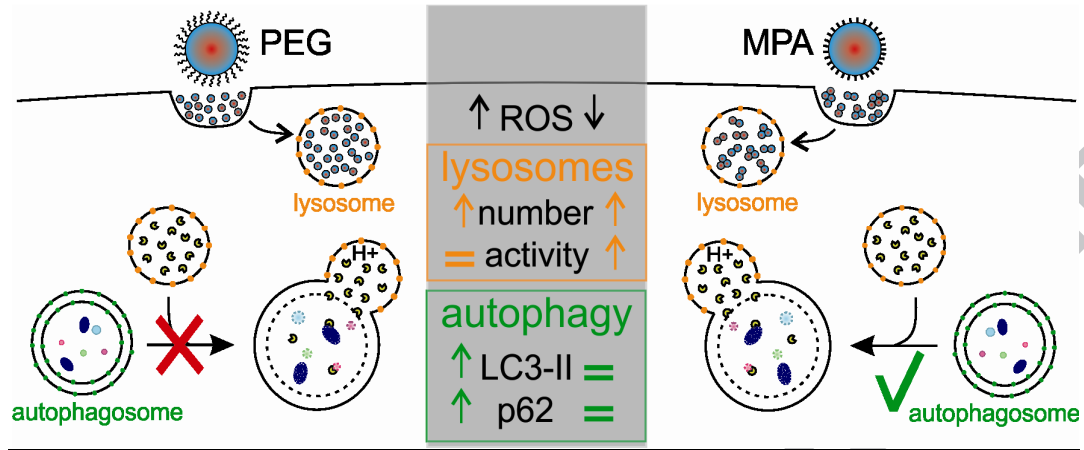 PEG
MPA
↑ ROS ↓
lysosomes
↑ number ↑
= activity ↑
autophagy
↑ LC3-II =
↑ p62 =
lysosome
lysosome
H+
H+
autophagosome
autophagosome